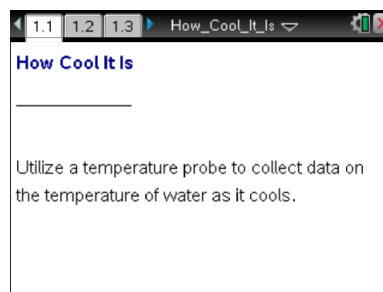 1.1 1.2 1.3 How_Cool_It_Is
How Cool It Is
Utilize a temperature probe to collect data on
the temperature of water as it cools.